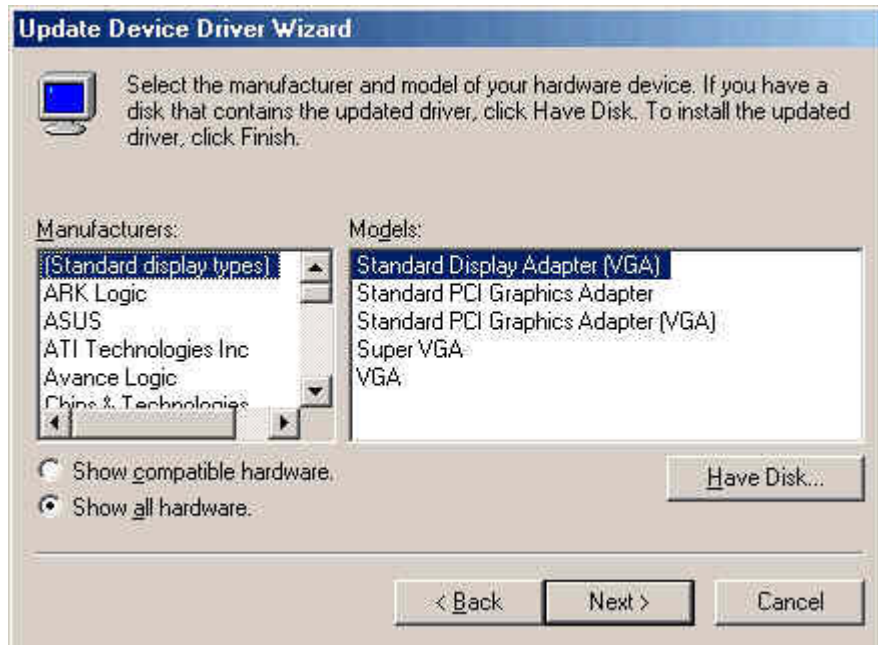 Update Device Driver Wizard
Select the manufacturer and model of your hardware device. If you have a
disk that contains the updated driver, click Have Disk. To install the updated
driver, click Finish.
Manufacturers:
(Standard display types)
ARK Logic
ASUS
ATI Technologies Inc
Avance Logic
Chips & Technologies
Models:
Standard Display Adapter (VGA)
Standard PCI Graphics Adapter
Standard PCI Graphics Adapter (VGA)
Super VGA
VGA
Show compatible hardware.
Show all hardware.
Have Disk...
< Back
Next >
Cancel